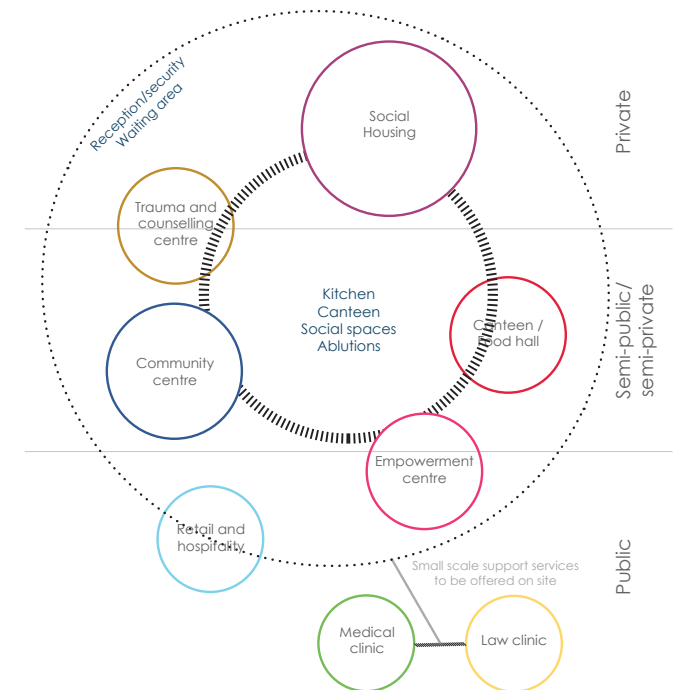 Reception/security
Waiting area
Social
Housing
Private
Trauma and
counselling
centre
Kitchen
Canteen
Social spaces
Ablutions
Canteen /
Food hall
Semi-public/
semi-private
Community
centre
Empowerment
centre
Retail and
hospitality
Small scale support services
to be offered on site
Public
Medical
clinic
Law clinic